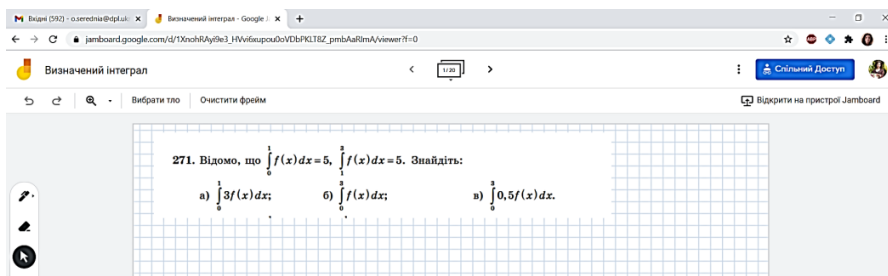 Вхідні (592) - o.serednia@dpl.uk
Визначений інтеграл - Google J
jamboard.google.com/d/1XnohRAyi9e3_HVvi6xupou0oVDbPKLT8Z_pmbAaRlmA/viewer?f=0
Визначений інтеграл
1/20
Спільний Доступ
Вибрати тло
Очистити фрейм
Відкрити на пристрої Jamboard
271. Відомо, що ∫₀¹ f(x)dx=5, ∫₁³ f(x)dx=5. Знайдіть:
а) ∫₀¹ 3f(x)dx; б) ∫₀³ f(x)dx; в) ∫₀³ 0,5f(x)dx.